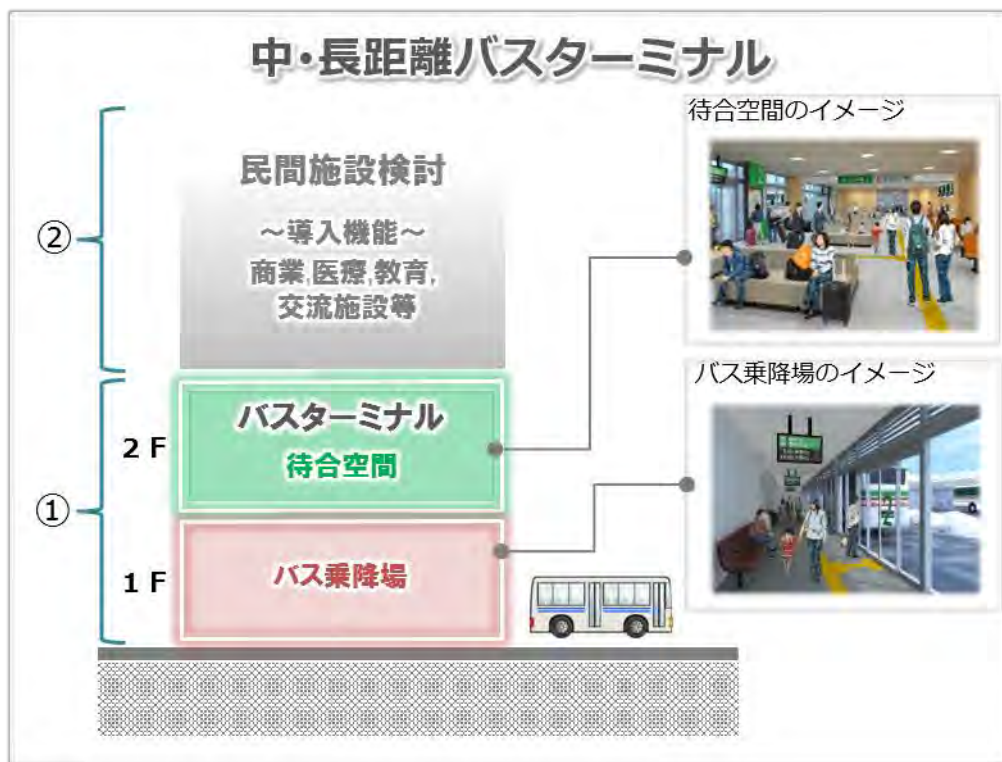 中・長距離バスターミナル
待合空間のイメージ
②
民間施設検討
～導入機能～
商業,医療,教育,
交流施設等
バス乗降場のイメージ
2F
バスターミナル
待合空間
①
1F
バス乗降場